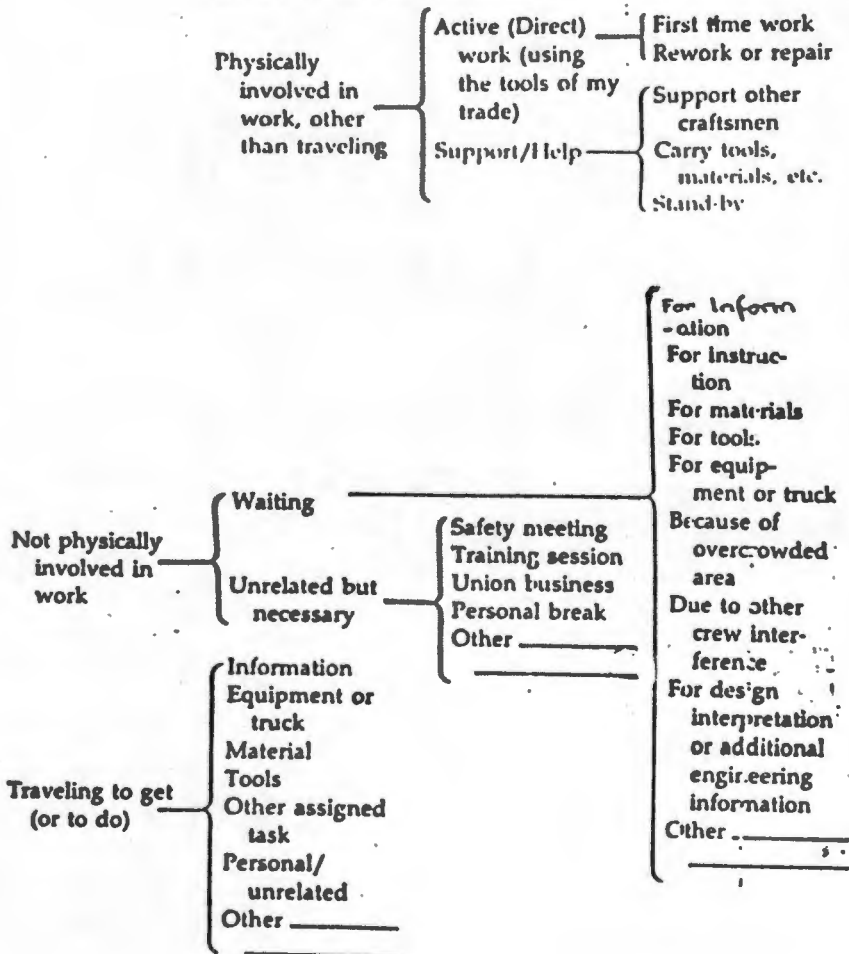 Physically
involved in
work, other
than traveling
Active (Direct)
work (using
the tools of my
trade)
Support/Help
First time work
Rework or repair
Support other
craftsmen
Carry tools,
materials, etc.
Stand-by
Not physically
involved in
work
Waiting
Unrelated but
necessary
For Inform
-ation
For instruc-
tion
For materials
For tools
For equip-
ment or truck
Because of
overcrowded
area
Due to other
crew inter-
ference
For design
interpretation
or additional
engineering
information
Other
Safety meeting
Training session
Union business
Personal break
Other
Traveling to get
(or to do)
Information
Equipment or
truck
Material
Tools
Other assigned
task
Personal/
unrelated
Other